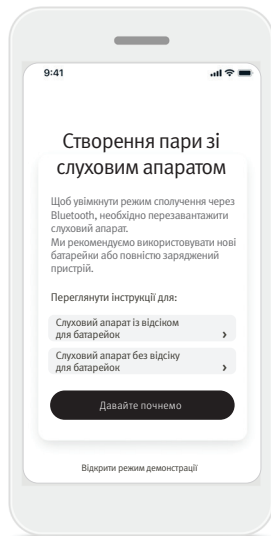 9:41
Створення пари зі
слуховим апаратом
Щоб увімкнути режим сполучення через
Bluetooth, необхідно перезавантажити
слуховий апарат.
Ми рекомендуємо використовувати нові
батарейки або повністю заряджений
пристрій.
Переглянути інструкції для:
Слуховий апарат із відсіком
для батарейок
Слуховий апарат без відсіку
для батарейок
Давайте почнемо
Відкрити режим демонстрації